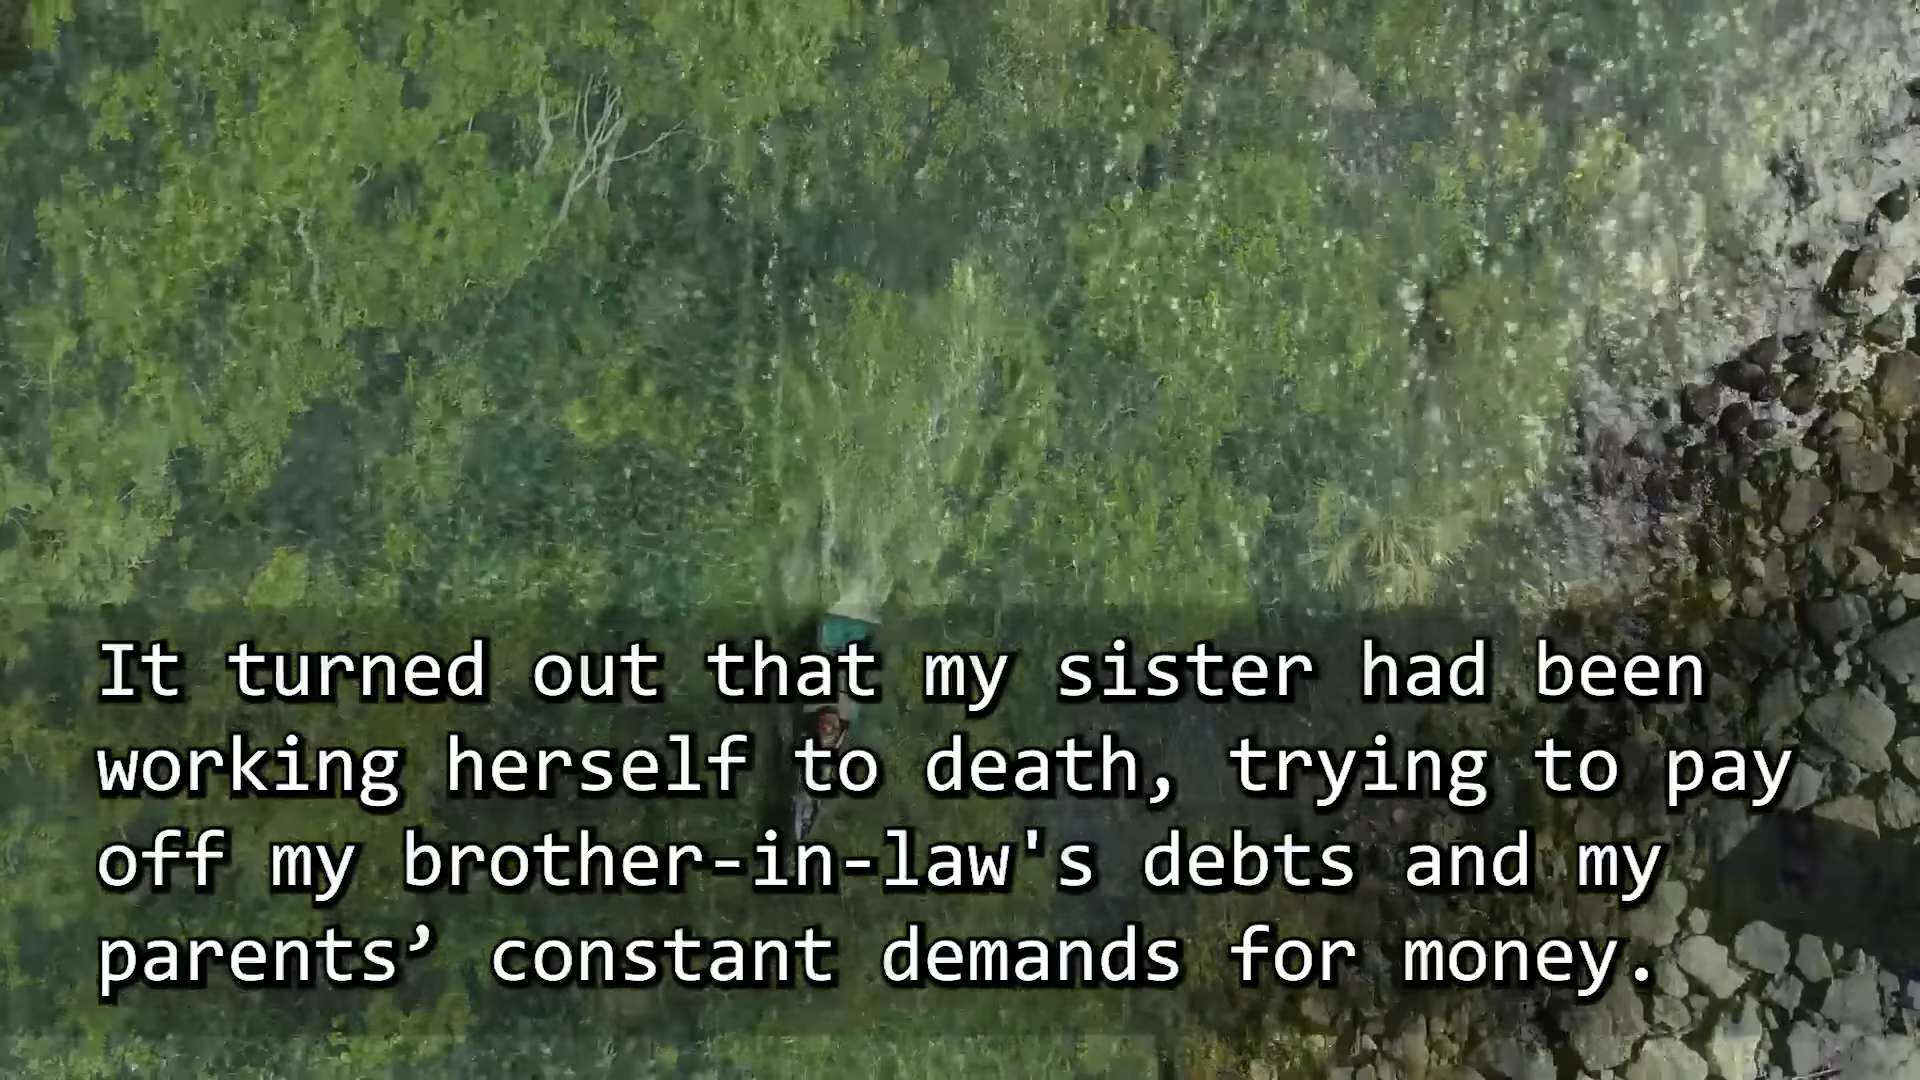 It turned out that my sister had been
working herself to death, trying to pay
off my brother-in-law's debts and my
parents’ constant demands for money.